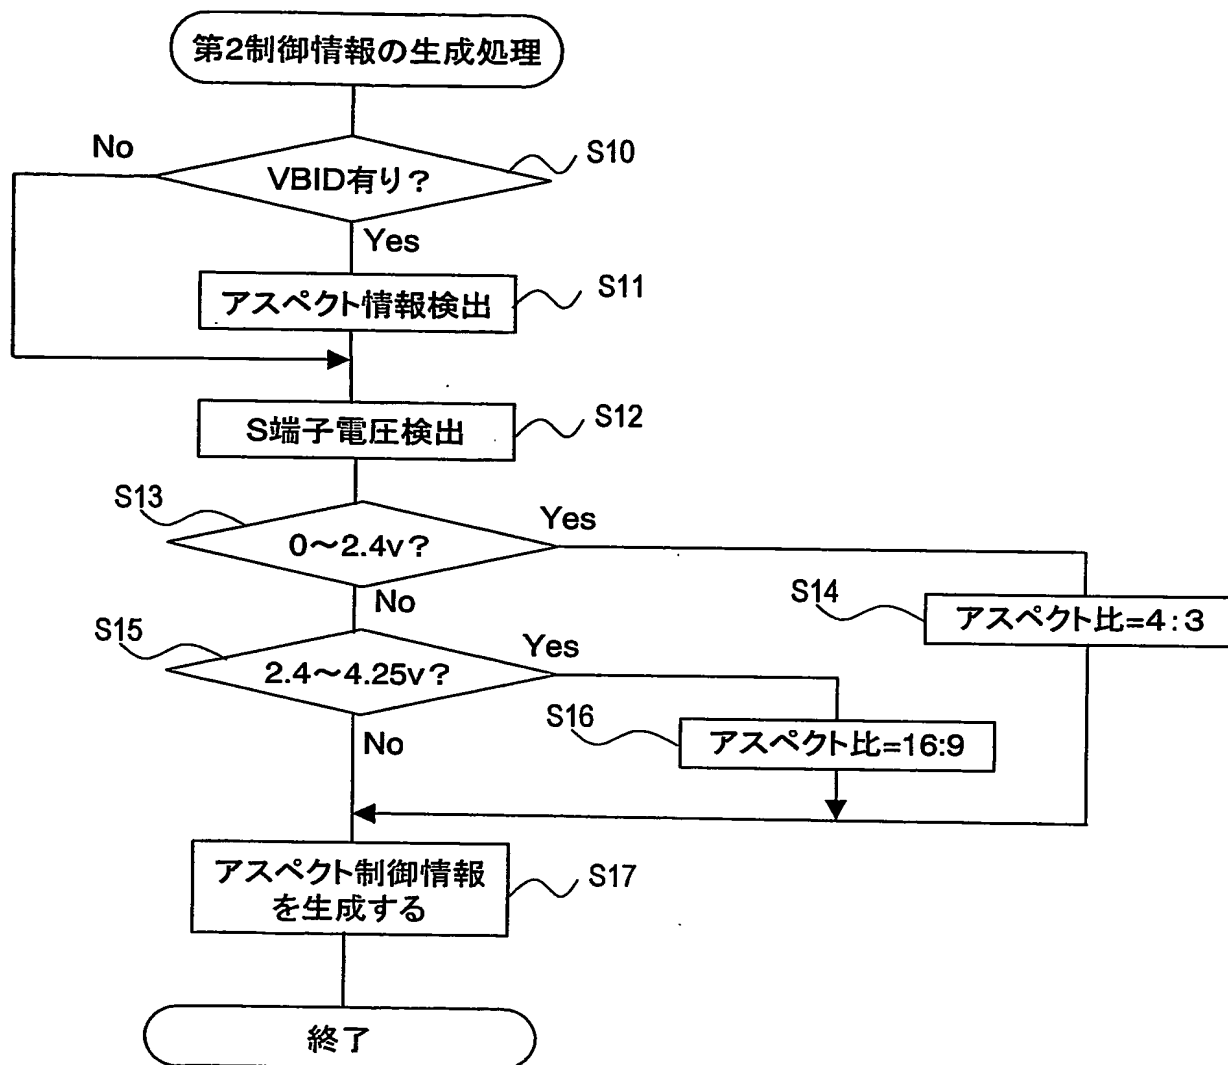 第2制御情報の生成処理
No
S10
VBID有り?
Yes
S11
アスペクト情報検出
S12
S端子電圧検出
S13
Yes
0～2.4v?
No
S14
アスペクト比=4:3
S15
Yes
2.4～4.25v?
S16
No
アスペクト比=16:9
アスペクト制御情報
を生成する
S17
終了